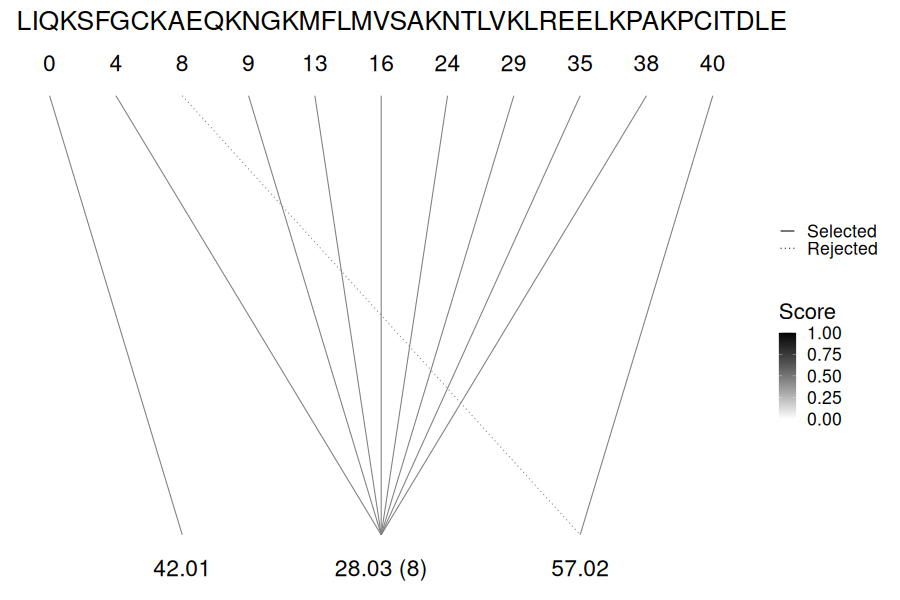 LIQKSFGCKAEQKNGKMFLMVSAKNTLVKLREELKPAKPCITDLE
0 4 8 9 13 16 24 29 35 38 40
Selected
Rejected
Score
1.00
0.75
0.50
0.25
0.00
42.01 28.03 (8) 57.02